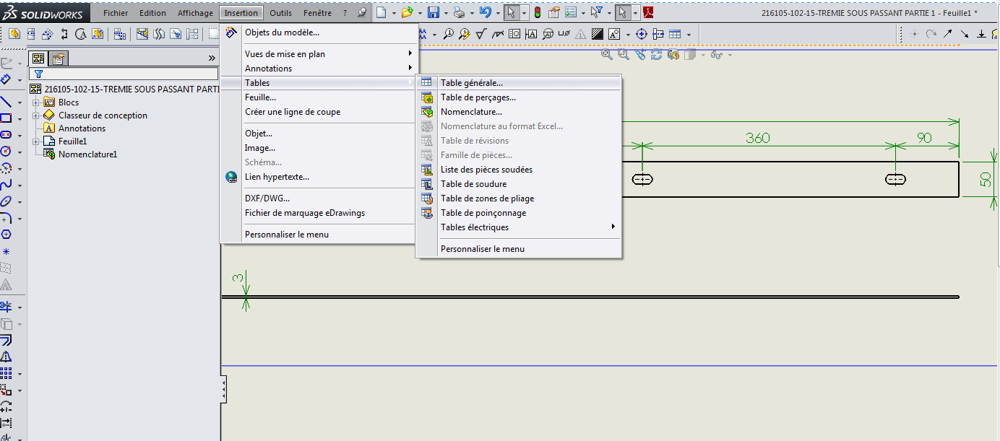 SOLIDWORKS
Fichier Edition Affichage Insertion Outils Fenêtre ?
216105-102-15-TREMIE SOUS PASSANT PARTIE 1 - Feuille1 *
216105-102-15-TREMIE SOUS PASSANT PARTI
Blocs
Classeur de conception
Annotations
Feuille1
Nomenclature1
Objets du modèle...
Vues de mise en plan
Annotations
Tables
Feuille...
Créer une ligne de coupe
Objet...
Image...
Schéma...
Lien hypertexte...
DXF/DWG...
Fichier de marquage eDrawings
Personnaliser le menu
Table générale...
Table de perçages...
Nomenclature...
Nomenclature au format Excel...
Table de révisions
Famille de pièces...
Liste des pièces soudées
Table de soudure
Table de zones de pliage
Table de poinçonnage
Tables électriques
Personnaliser le menu
360
90
50
3